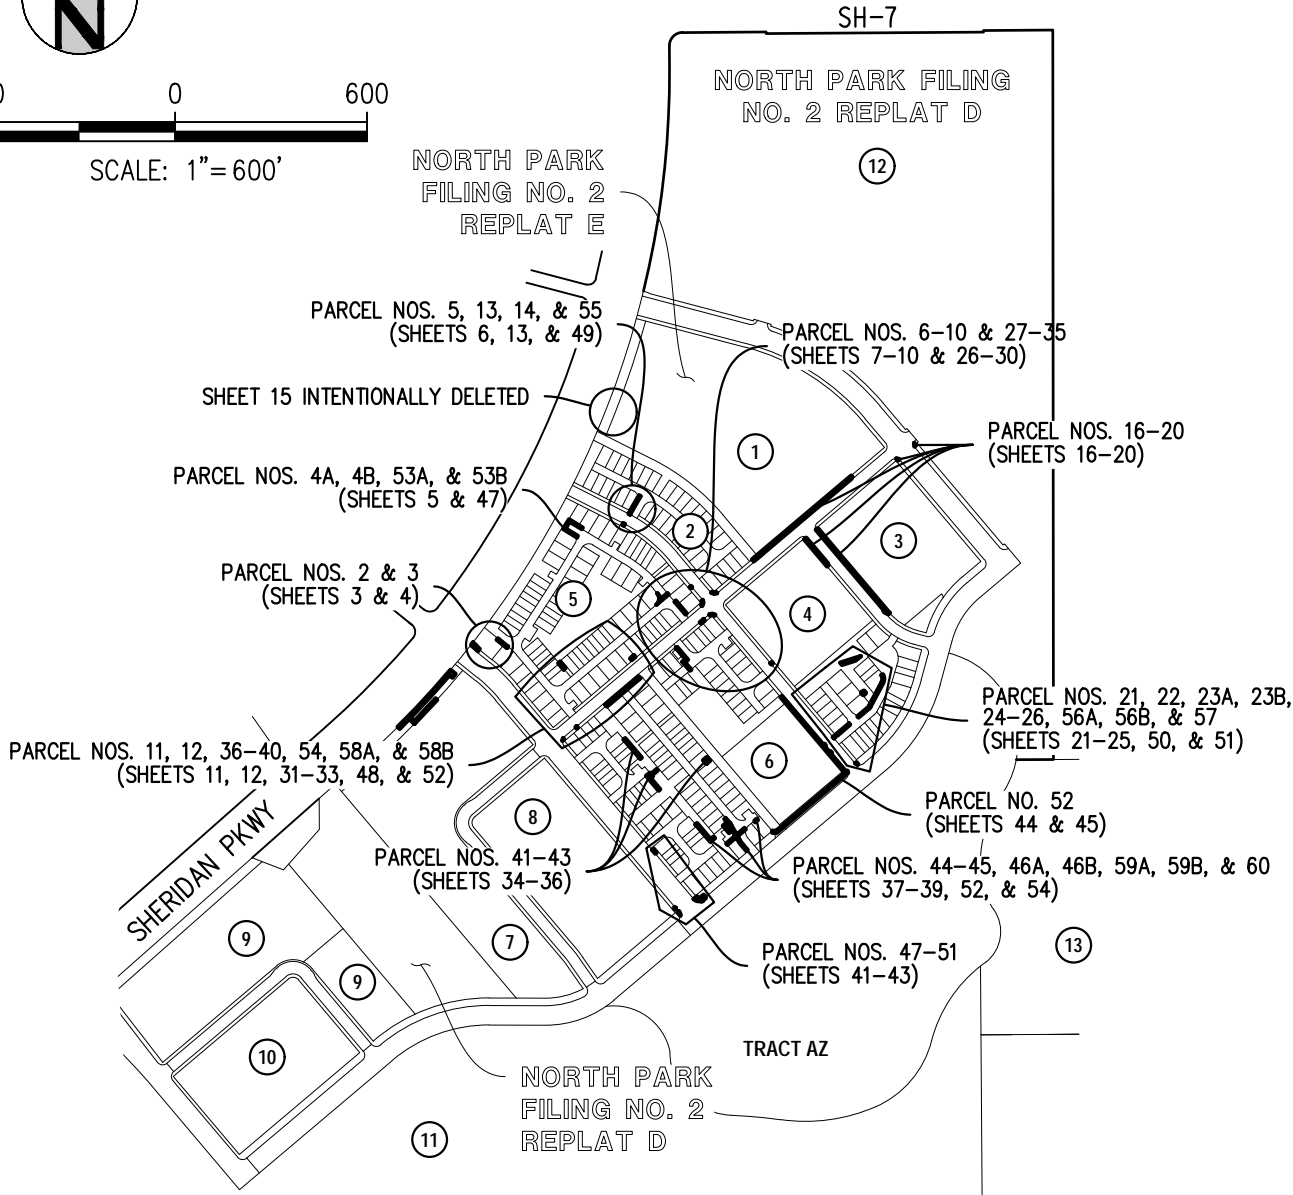 SH-7
N
0
0
600
SCALE: 1"=600'
NORTH PARK FILING
NO. 2 REPLAT D
12
NORTH PARK
FILING NO. 2
REPLAT E
PARCEL NOS. 5, 13, 14, & 55
(SHEETS 6, 13, & 49)
PARCEL NOS. 6-10 & 27-35
(SHEETS 7-10 & 26-30)
SHEET 15 INTENTIONALLY DELETED
PARCEL NOS. 16-20
(SHEETS 16-20)
1
PARCEL NOS. 4A, 4B, 53A, & 53B
(SHEETS 5 & 47)
2
3
PARCEL NOS. 2 & 3
(SHEETS 3 & 4)
5
4
PARCEL NOS. 21, 22, 23A, 23B,
24-26, 56A, 56B, & 57
(SHEETS 21-25, 50, & 51)
PARCEL NOS. 11, 12, 36-40, 54, 58A, & 58B
(SHEETS 11, 12, 31-33, 48, & 52)
6
PARCEL NO. 52
(SHEETS 44 & 45)
8
SHERIDAN PKWY
PARCEL NOS. 41-43
(SHEETS 34-36)
PARCEL NOS. 44-45, 46A, 46B, 59A, 59B, & 60
(SHEETS 37-39, 52, & 54)
9
7
13
PARCEL NOS. 47-51
(SHEETS 41-43)
9
10
TRACT AZ
NORTH PARK
FILING NO. 2
REPLAT D
11